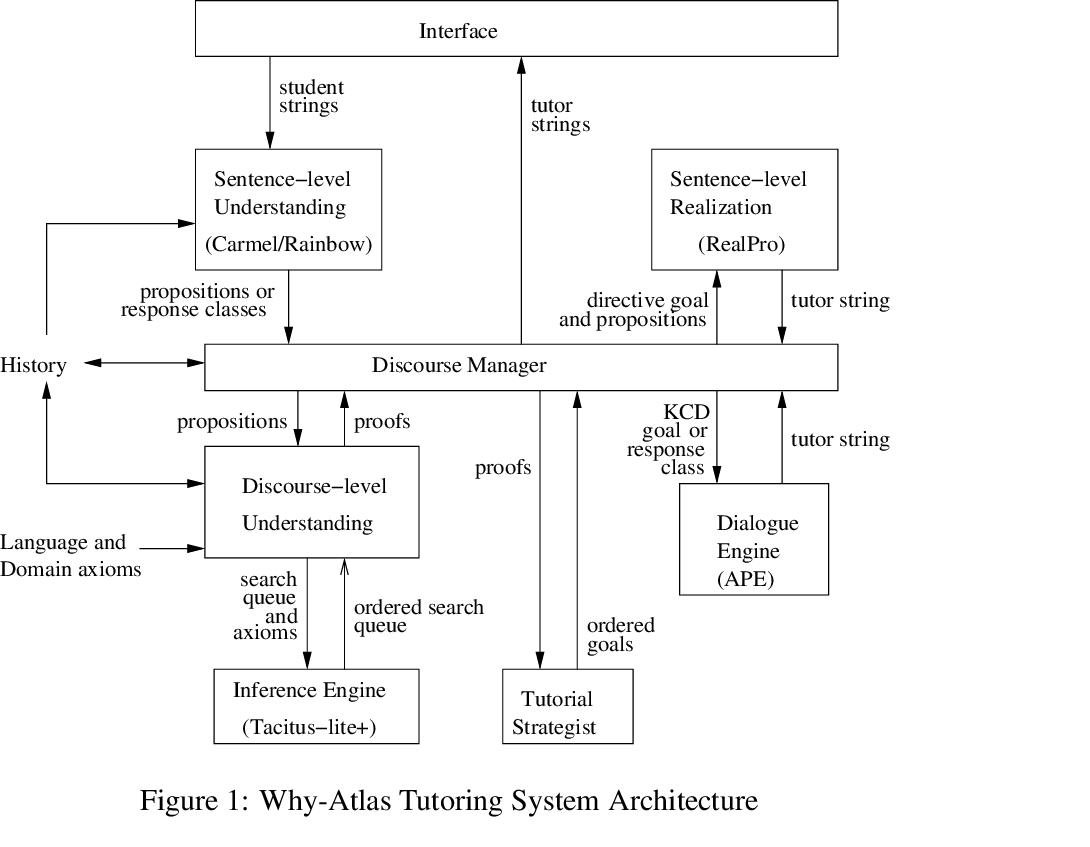 Interface
student
strings
tutor
strings
Sentence−level
Understanding
(Carmel/Rainbow)
Sentence−level
Realization
(RealPro)
propositions or
response classes
directive goal
and propositions
tutor string
History
Discourse Manager
propositions
proofs
KCD
goal or
response
class
tutor string
proofs
Discourse−level
Understanding
Dialogue
Engine
(APE)
Language and
Domain axioms
search
queue
and
axioms
ordered search
queue
ordered
goals
Inference Engine
(Tacitus−lite+)
Tutorial
Strategist
Figure 1: Why-Atlas Tutoring System Architecture